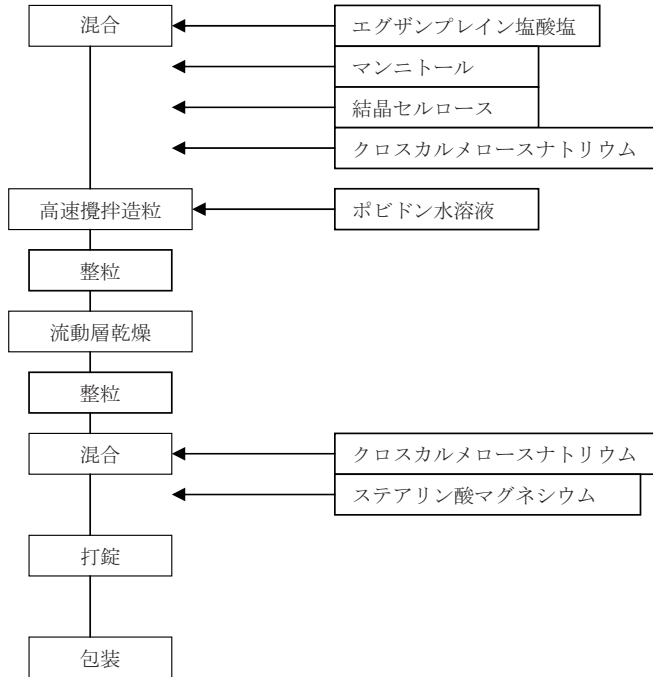 混合
エグザンプレイン塩酸塩
マンニトール
結晶セルロース
クロスカルメロースナトリウム
高速攪拌造粒
ポビドン水溶液
整粒
流動層乾燥
整粒
混合
クロスカルメロースナトリウム
ステアリン酸マグネシウム
打錠
包装